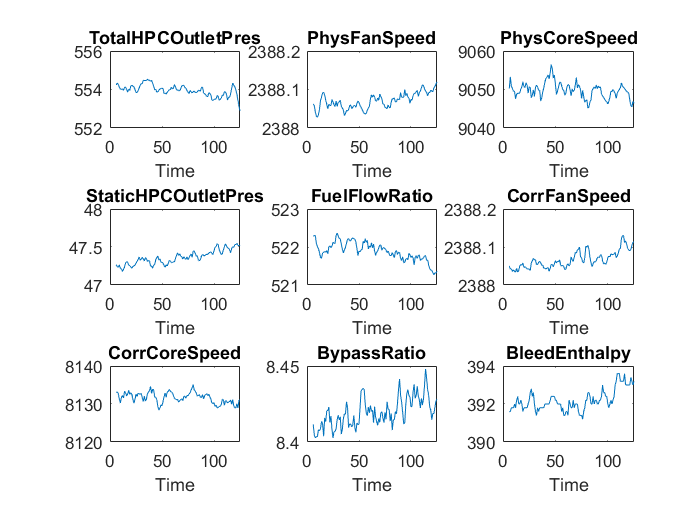 TotalHPCOutletPres PhysFanSpeed PhysCoreSpeed
556 2388.2 9060
554 2388.1 9050
552 2388 9040
0 50 100 0 50 100 0 50 100
Time Time Time
StaticHPCOutletPres FuelFlowRatio CorrFanSpeed
48 523 2388.2
47.5 522 2388.1
47 521 2388
0 50 100 0 50 100 0 50 100
Time Time Time
CorrCoreSpeed BypassRatio BleedEnthalpy
8140 8.45 394
8130 392
8120 8.4 390
0 50 100 0 50 100 0 50 100
Time Time Time